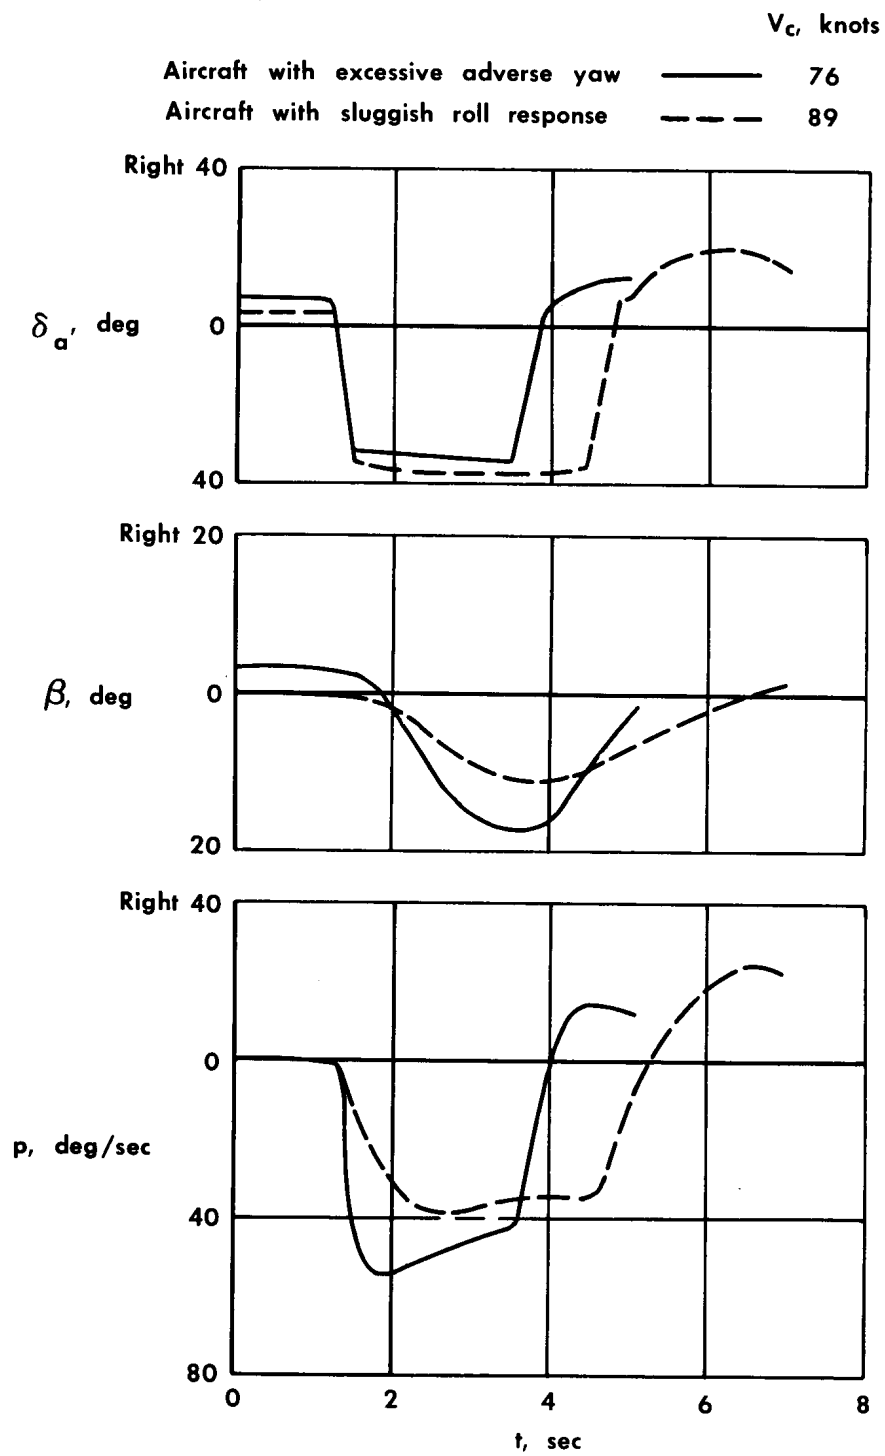 V_c, knots
Aircraft with excessive adverse yaw 76
Aircraft with sluggish roll response 89
Right 40
δ_a, deg
0
40
Right 20
β, deg
0
20
Right 40
0
p, deg/sec
40
80
0 2 4 6 8
t, sec